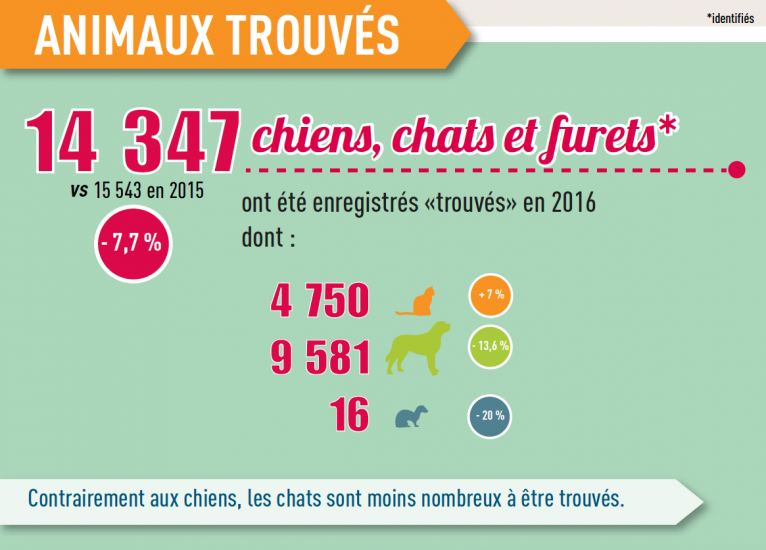 ANIMAUX TROUVÉS
*identifiés
14 347 chiens, chats et furets*
vs 15 543 en 2015
- 7,7 %
ont été enregistrés «trouvés» en 2016
dont :
4 750 + 7 %
9 581 - 13,6 %
16 - 20 %
Contrairement aux chiens, les chats sont moins nombreux à être trouvés.